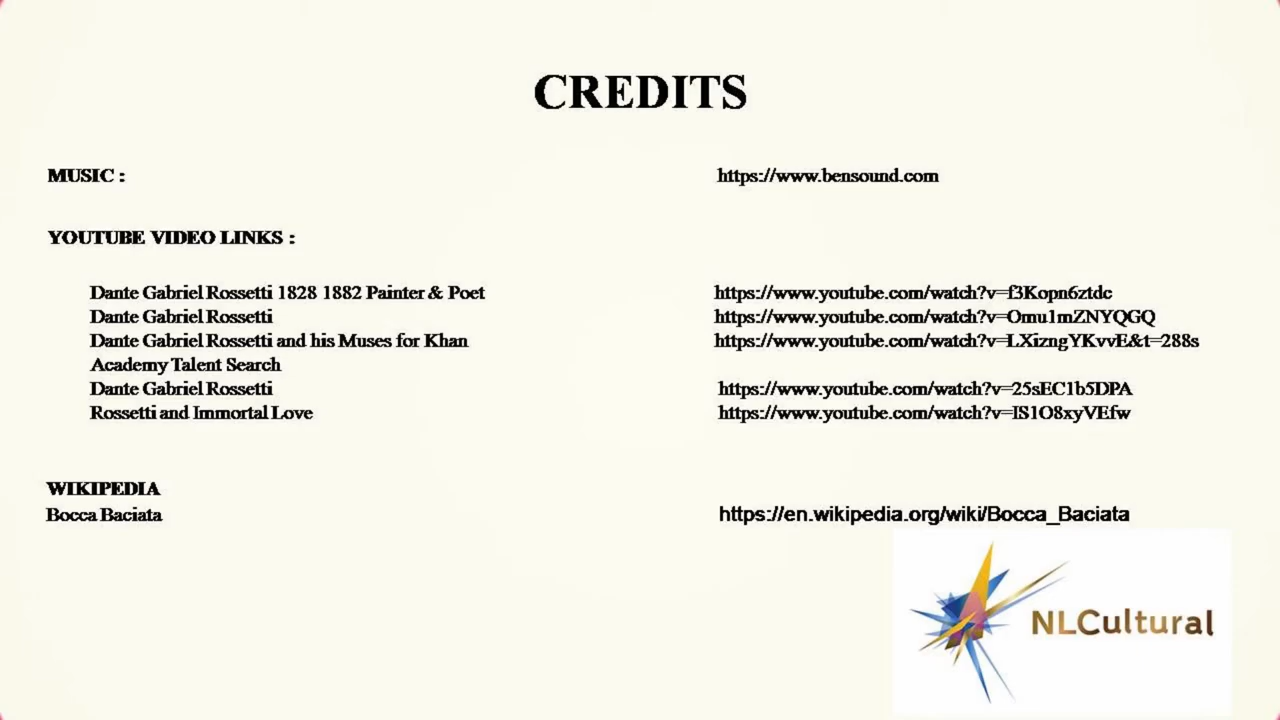 CREDITS
MUSIC : https://www.bensound.com
YOUTUBE VIDEO LINKS :
Dante Gabriel Rossetti 1828 1882 Painter & Poet https://www.youtube.com/watch?v=f3Kopn6ztdc
Dante Gabriel Rossetti https://www.youtube.com/watch?v=Omu1mZNYQGQ
Dante Gabriel Rossetti and his Muses for Khan https://www.youtube.com/watch?v=LXizngYKvvE&t=288s
Academy Talent Search
Dante Gabriel Rossetti https://www.youtube.com/watch?v=25sEC1b5DPA
Rossetti and Immortal Love https://www.youtube.com/watch?v=IS1O8xyVEfw
WIKIPEDIA
Bocca Baciata https://en.wikipedia.org/wiki/Bocca_Baciata
NLCultural